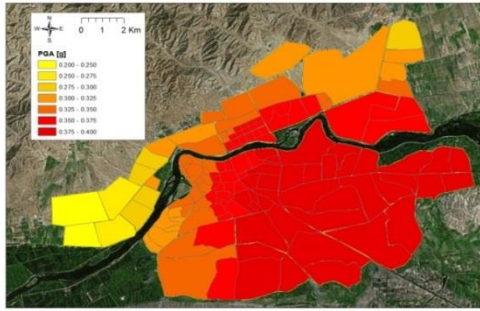 N
W E
S
0 1 2 Km
PGA [g]
0.200 - 0.250
0.250 - 0.275
0.275 - 0.300
0.300 - 0.325
0.325 - 0.350
0.350 - 0.375
0.375 - 0.400